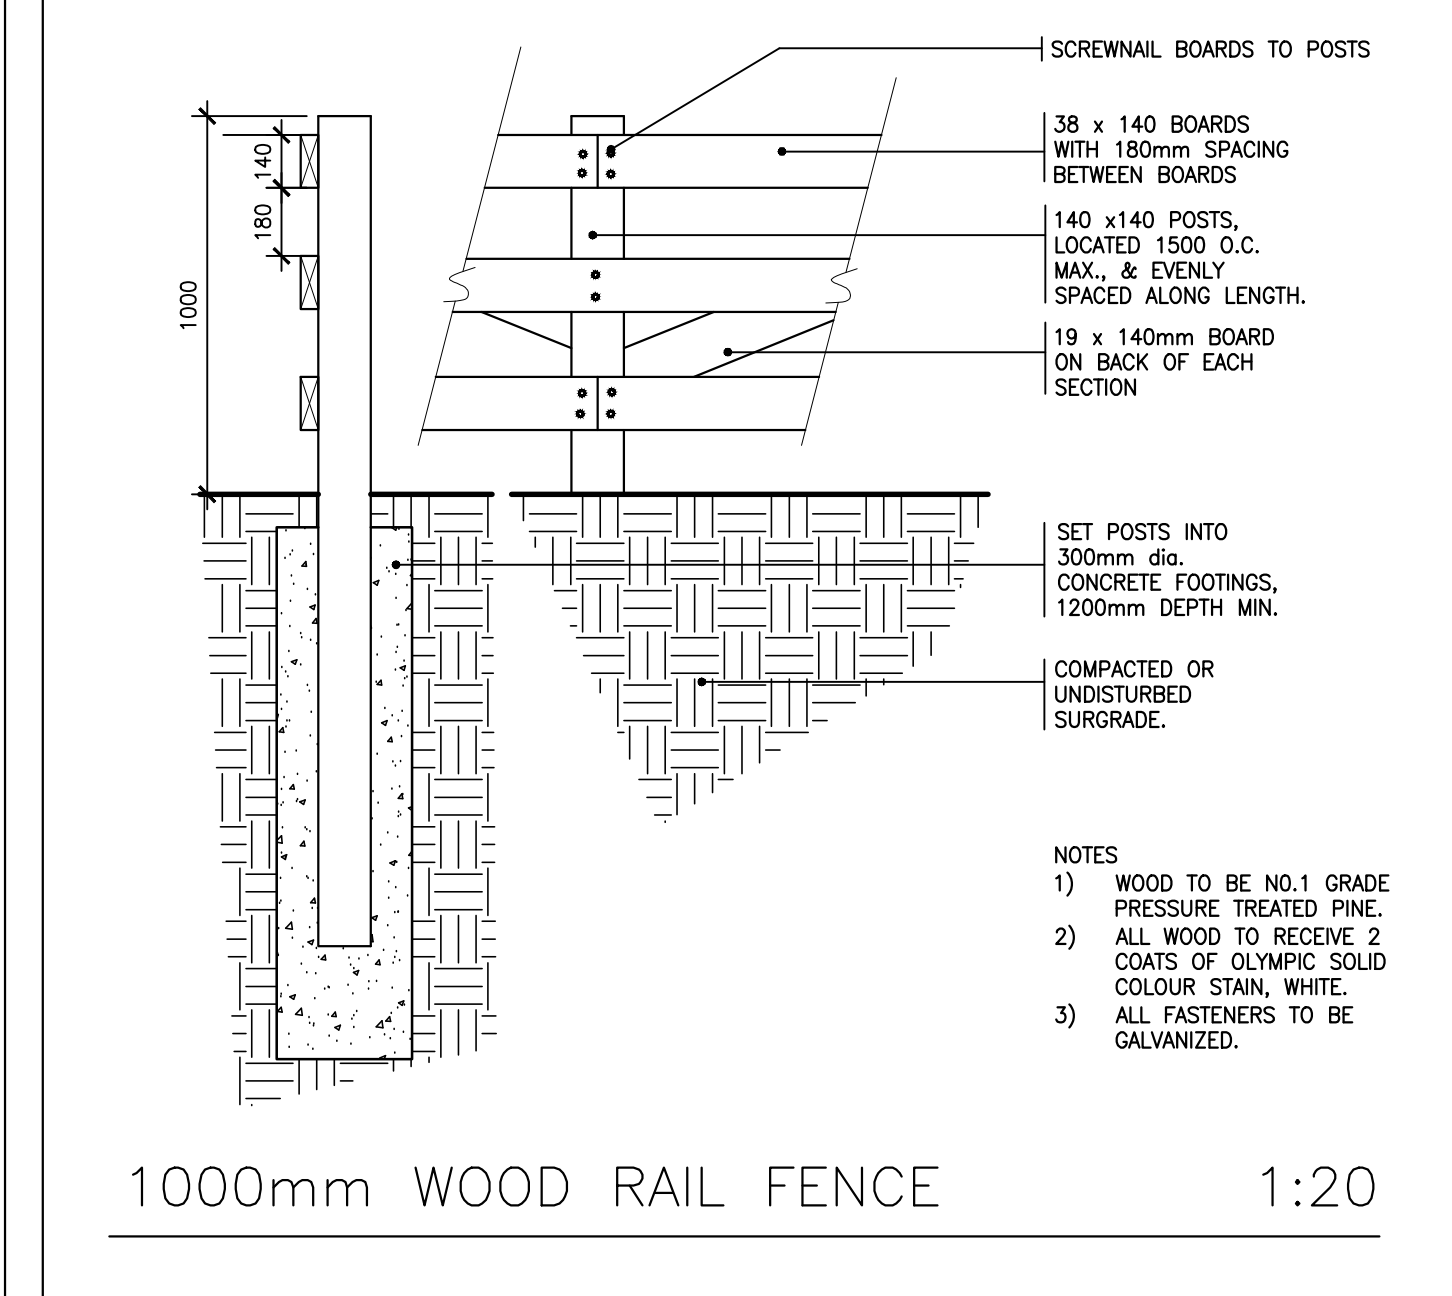 SCREWNAIL BOARDS TO POSTS
38 x 140 BOARDS
WITH 180mm SPACING
BETWEEN BOARDS
140 x140 POSTS,
LOCATED 1500 O.C.
MAX., & EVENLY
SPACED ALONG LENGTH.
19 x 140mm BOARD
ON BACK OF EACH
SECTION
140
180
1000
SET POSTS INTO
300mm dia.
CONCRETE FOOTINGS,
1200mm DEPTH MIN.
COMPACTED OR
UNDISTURBED
SURGRADE.
NOTES
1) WOOD TO BE NO.1 GRADE
PRESSURE TREATED PINE.
2) ALL WOOD TO RECEIVE 2
COATS OF OLYMPIC SOLID
COLOUR STAIN, WHITE.
3) ALL FASTENERS TO BE
GALVANIZED.
1000mm WOOD RAIL FENCE 1:20